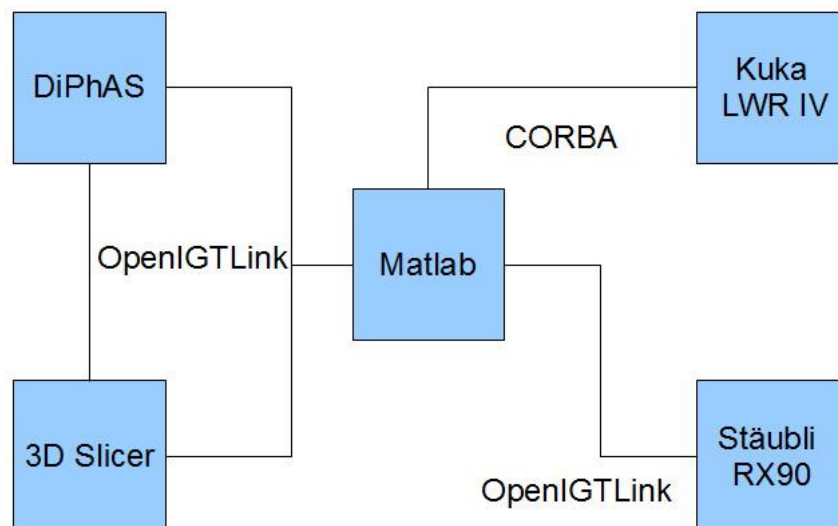 DiPhAS
Kuka
LWR IV
CORBA
OpenIGTLink
Matlab
3D Slicer
Stäubli
RX90
OpenIGTLink